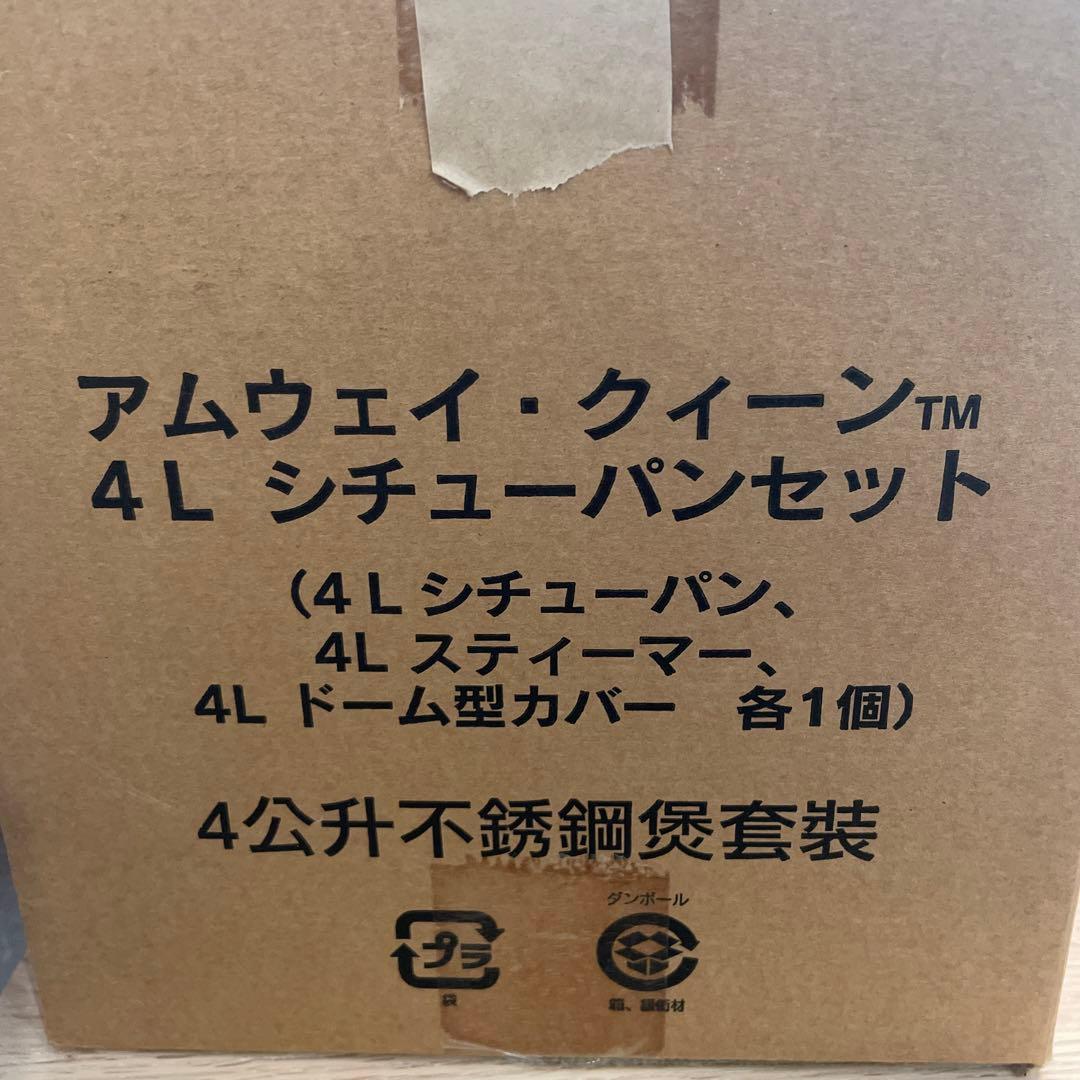 アムウェイ・クィーン™
4L シチューパンセット
（4L シチューパン、
4L スティーマー、
4L ドーム型カバー　各1個）
4公升不銹鋼煲套裝
ダンボール
プラ
袋
箱、緩衝材